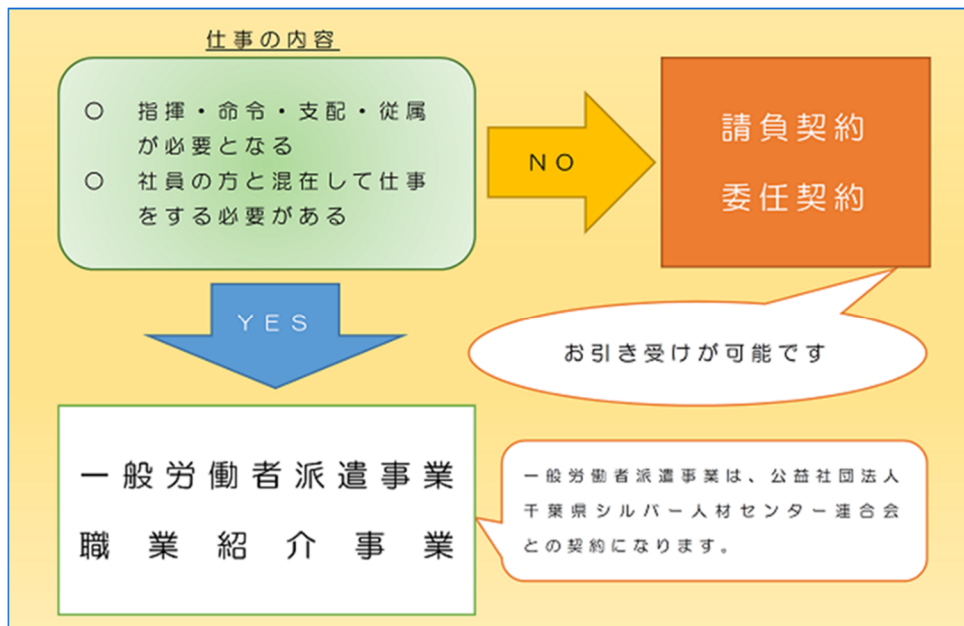 仕事の内容
○ 指揮・命令・支配・従属
が必要となる
○ 社員の方と混在して仕事
をする必要がある
NO
請負契約
委任契約
YES
お引き受けが可能です
一般労働者派遣事業
職業紹介事業
一般労働者派遣事業は、公益社団法人
千葉県シルバー人材センター連合会
との契約になります。